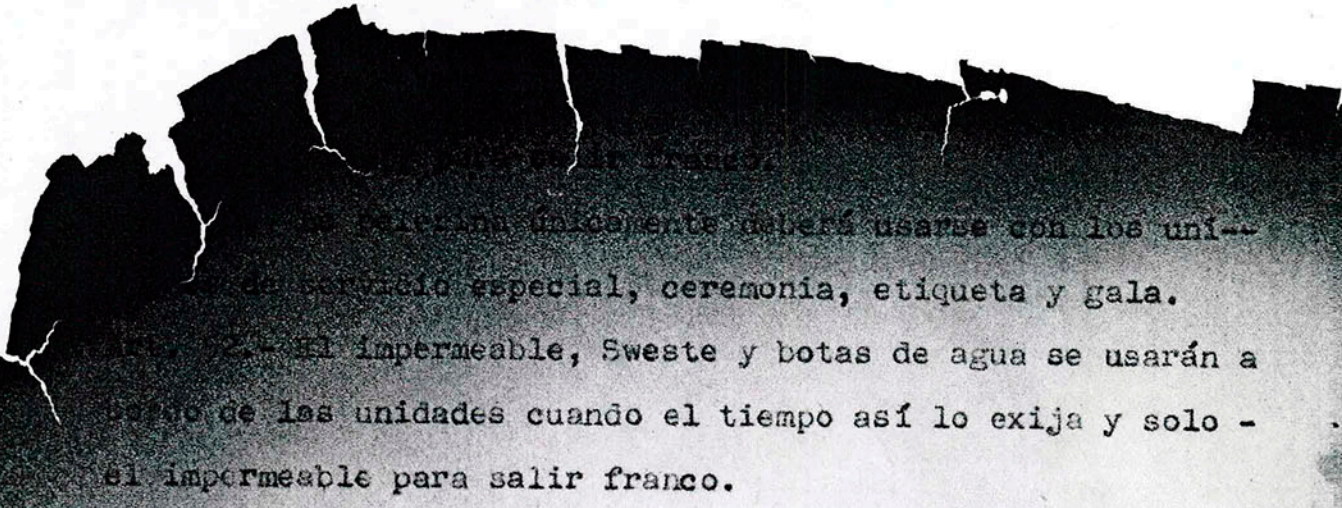 para salir franco.
La pelerina únicamente deberá usarse con los uni--
de servicio especial, ceremonia, etiqueta y gala.
El impermeable, Sweste y botas de agua se usarán a
bordo de las unidades cuando el tiempo así lo exija y solo -
el impermeable para salir franco.